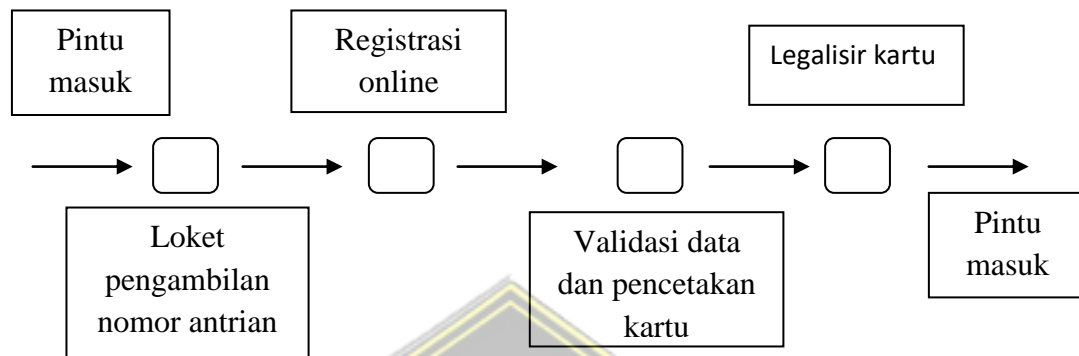 Pintu
masuk
Registrasi
online
Legalisir kartu
Loket
pengambilan
nomor antrian
Validasi data
dan pencetakan
kartu
Pintu
masuk